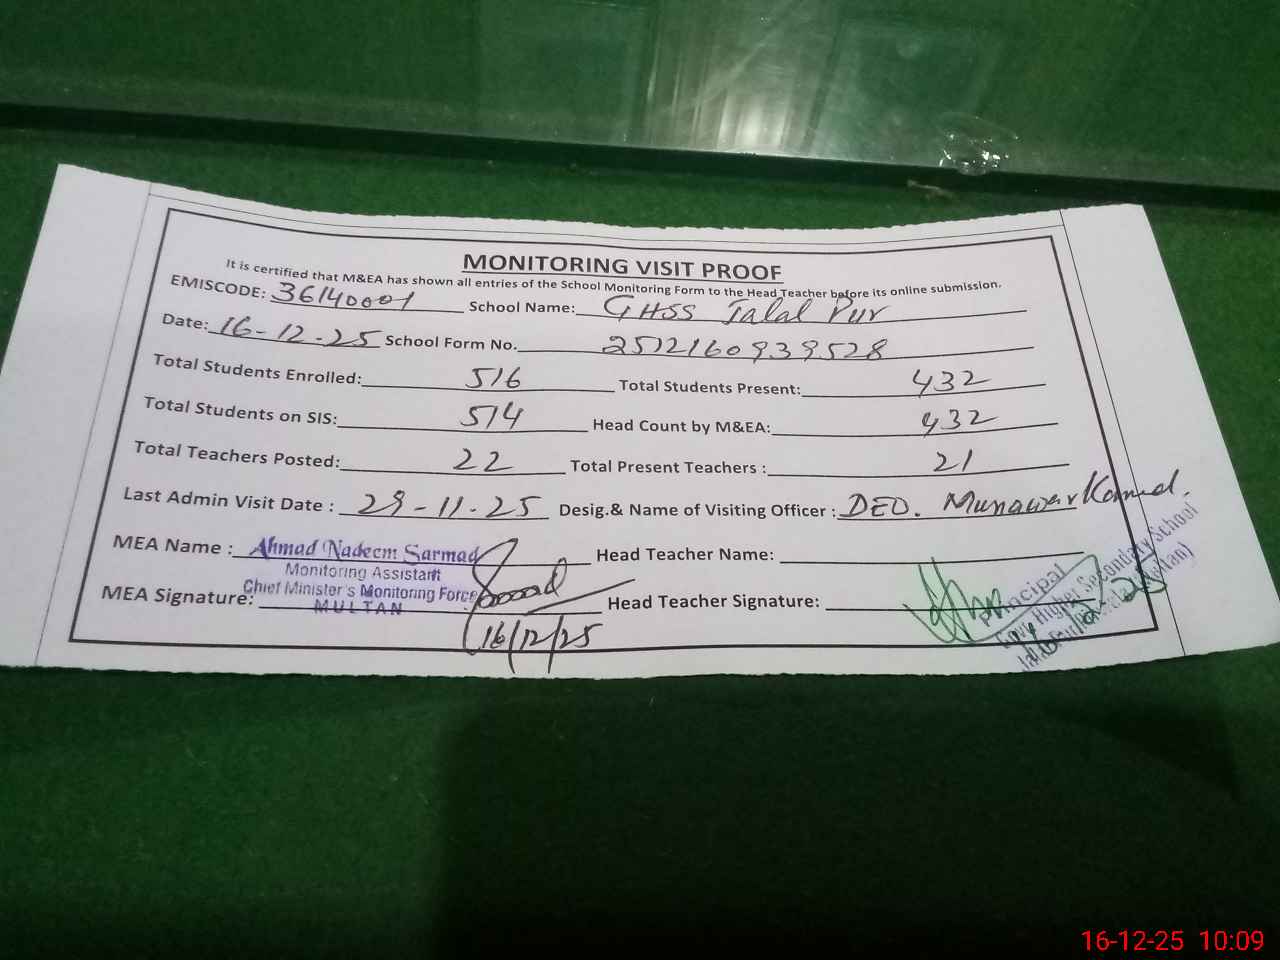 MONITORING VISIT PROOF
It is certified that M&EA has shown all entries of the School Monitoring Form to the Head Teacher before its online submission.
EMISCODE: 36140001 School Name: GHSS Jalal Pur
Date: 16-12-25 School Form No. 2512160939528
Total Students Enrolled: 516 Total Students Present: 432
Total Students on SIS: 514 Head Count by M&EA: 432
Total Teachers Posted: 22 Total Present Teachers : 21
Last Admin Visit Date : 29-11-25 Desig.& Name of Visiting Officer : DEO. Munawar Kamal.
MEA Name : Ahmad Nadeem Sarmad Head Teacher Name:
Monitoring Assistant
Chief Minister's Monitoring Force
MULTAN
MEA Signature: Head Teacher Signature:
16/12/25
Principal
Govt. Higher Secondary School
16-12-25 10:09